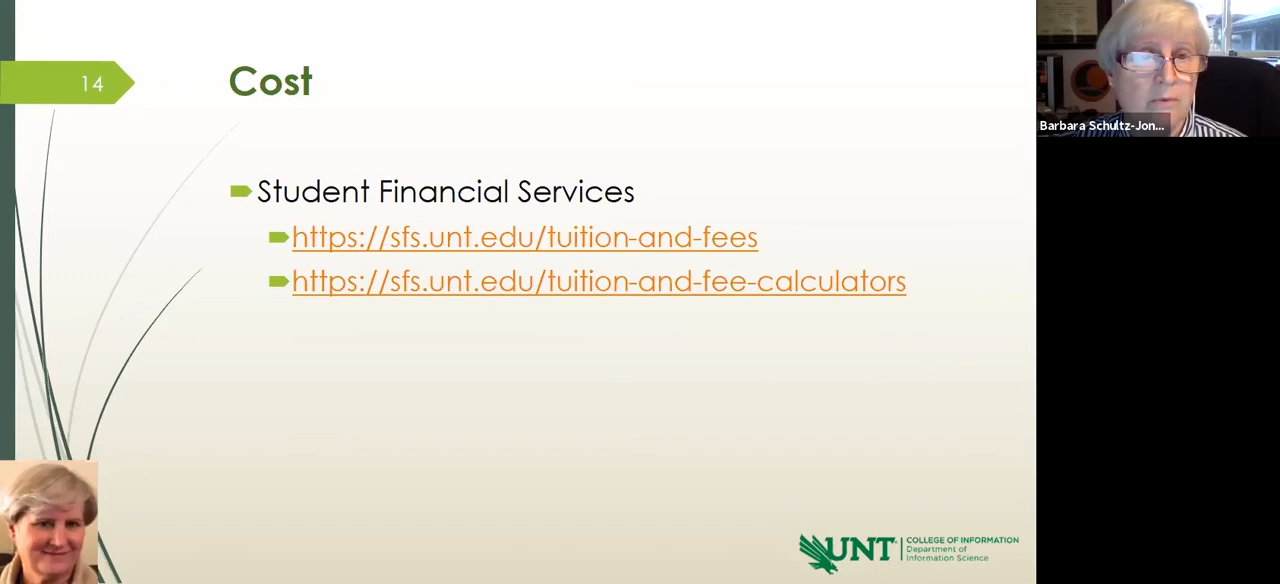 14
Cost
Student Financial Services
https://sfs.unt.edu/tuition-and-fees
https://sfs.unt.edu/tuition-and-fee-calculators
Barbara Schultz-Jon...
UNT
COLLEGE OF INFORMATION
Department of
Information Science